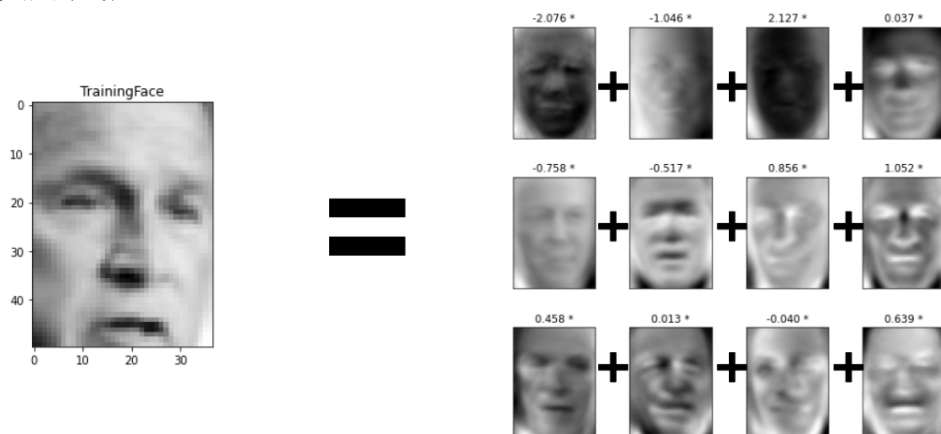 -2.076 * -1.046 * 2.127 * 0.037 *
+ + +
TrainingFace
0
10
20
30
40
0 10 20 30
=
-0.758 * -0.517 * 0.856 * 1.052 *
+ + +
0.458 * 0.013 * -0.040 * 0.639 *
+ + +